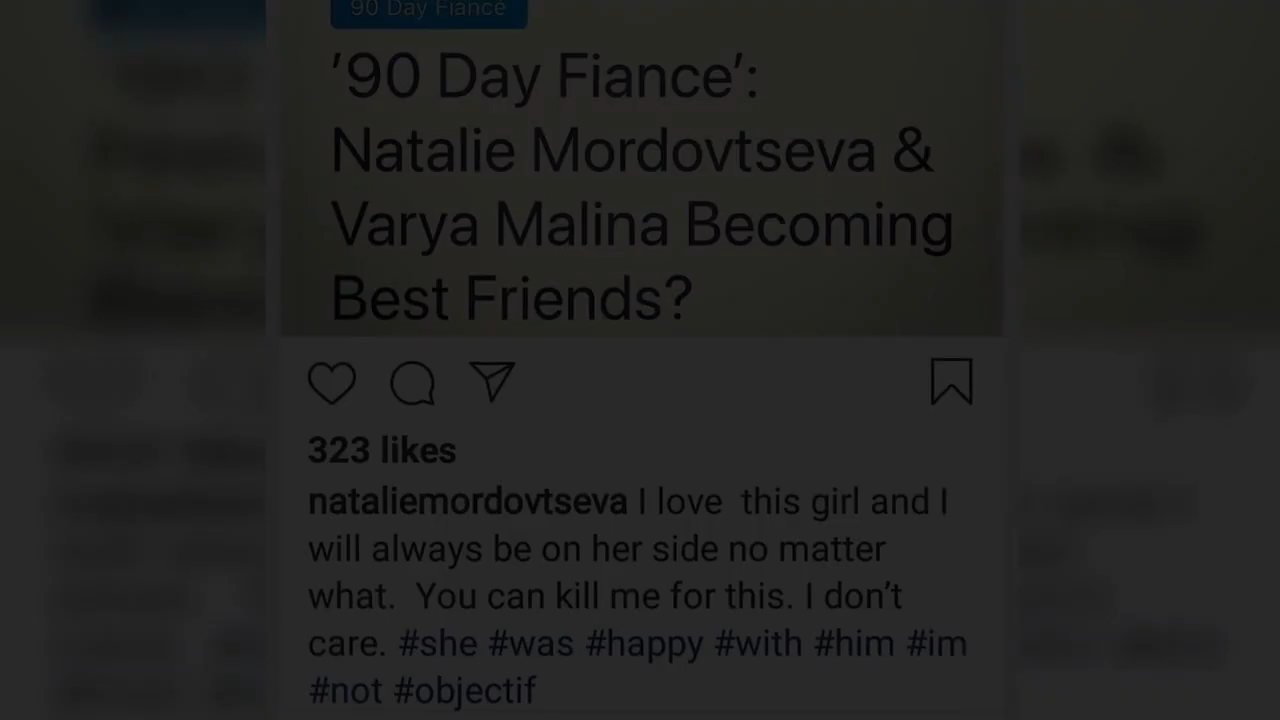 90 Day Fiancé
'90 Day Fiance':
Natalie Mordovtseva &
Varya Malina Becoming
Best Friends?
323 likes
nataliemordovtseva I love  this girl and I
will always be on her side no matter
what.  You can kill me for this. I don’t
care. #she #was #happy #with #him #im
#not #objectif